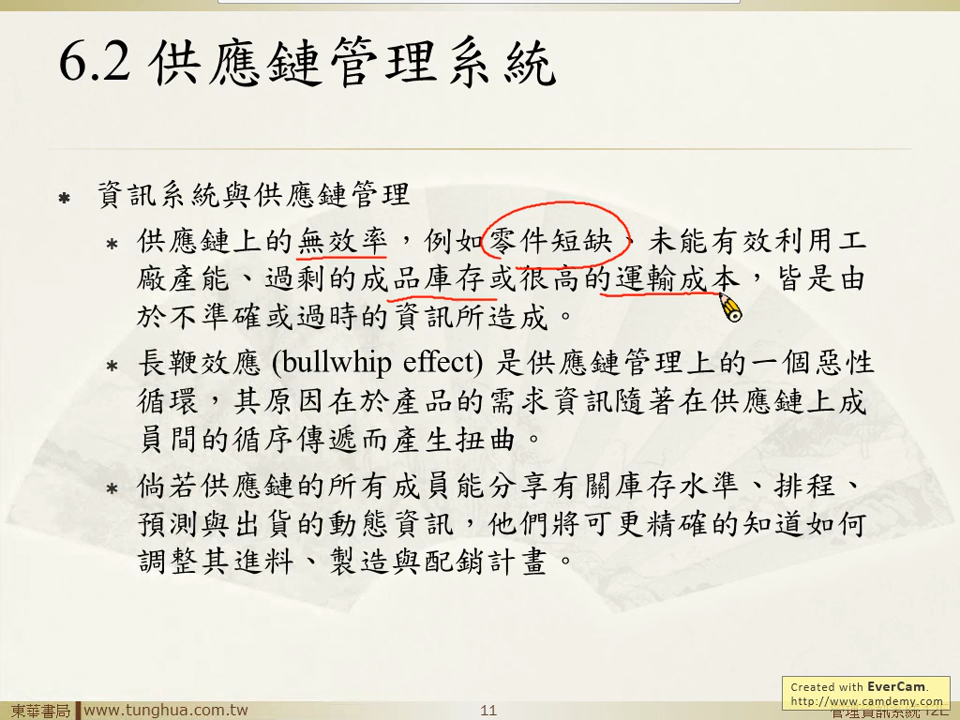 6.2 供應鏈管理系統
資訊系統與供應鏈管理
供應鏈上的無效率，例如零件短缺、未能有效利用工
廠產能、過剩的成品庫存或很高的運輸成本，皆是由
於不準確或過時的資訊所造成。
長鞭效應 (bullwhip effect) 是供應鏈管理上的一個惡性
循環，其原因在於產品的需求資訊隨著在供應鏈上成
員間的循序傳遞而產生扭曲。
倘若供應鏈的所有成員能分享有關庫存水準、排程、
預測與出貨的動態資訊，他們將可更精確的知道如何
調整其進料、製造與配銷計畫。
Created with EverCam.
http://www.camdemy.com
東華書局 www.tunghua.com.tw 11 管理資訊系統 12E